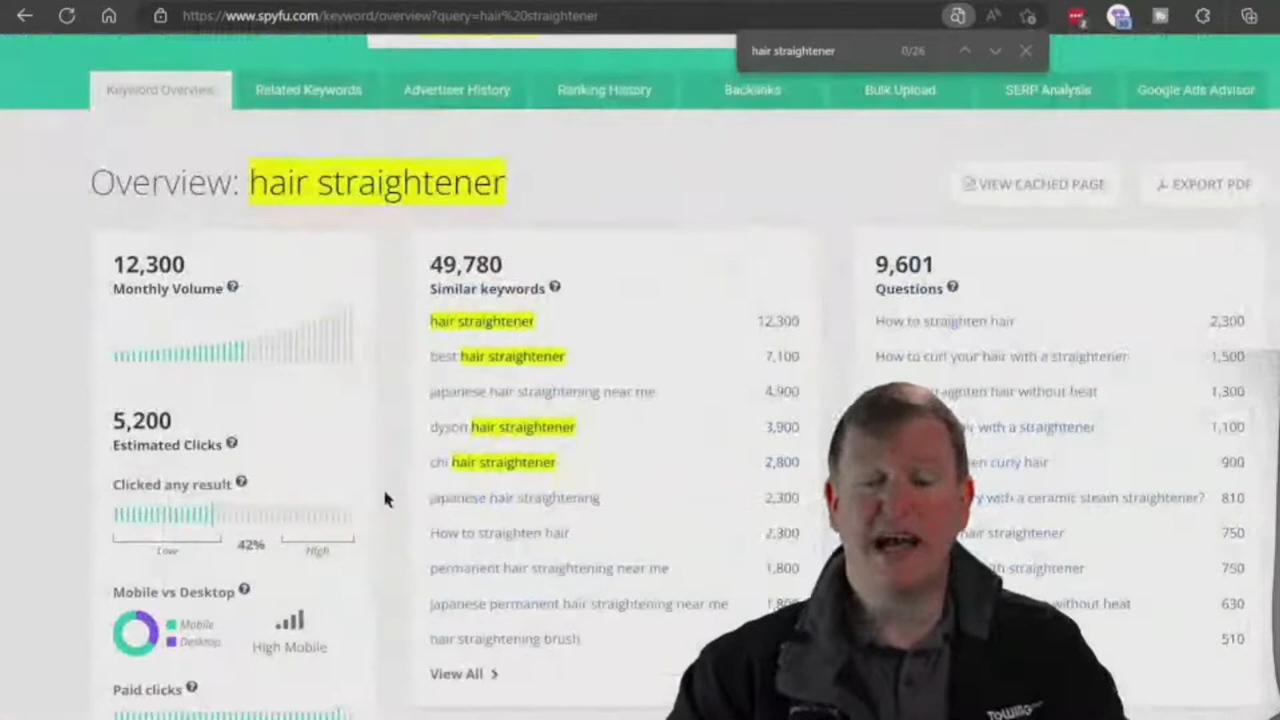 https://www.spyfu.com/keyword/overview?query=hair%20straightener
hair straightener 0/26
Keyword Overview Related Keywords Advertiser History Ranking History Backlinks Bulk Upload SERP Analysis Google Ads Advisor
Overview: hair straightener
VIEW CACHED PAGE EXPORT PDF
12,300
Monthly Volume
5,200
Estimated Clicks
Clicked any result
Low 42% High
Mobile vs Desktop
Mobile
Desktop
High Mobile
Paid clicks
49,780
Similar keywords
hair straightener 12,300
best hair straightener 7,100
japanese hair straightening near me 4,900
dyson hair straightener 3,900
chi hair straightener 2,800
japanese hair straightening 2,300
How to straighten hair 2,300
permanent hair straightening near me 1,800
japanese permanent hair straightening near me 1,800
hair straightening brush
View All >
9,601
Questions
How to straighten hair 2,300
How to curl your hair with a straightener 1,500
hair without heat 1,300
with a straightener 1,100
curly hair 900
with a ceramic steam straightener? 810
hair straightener 750
straightener 750
without heat 630
510